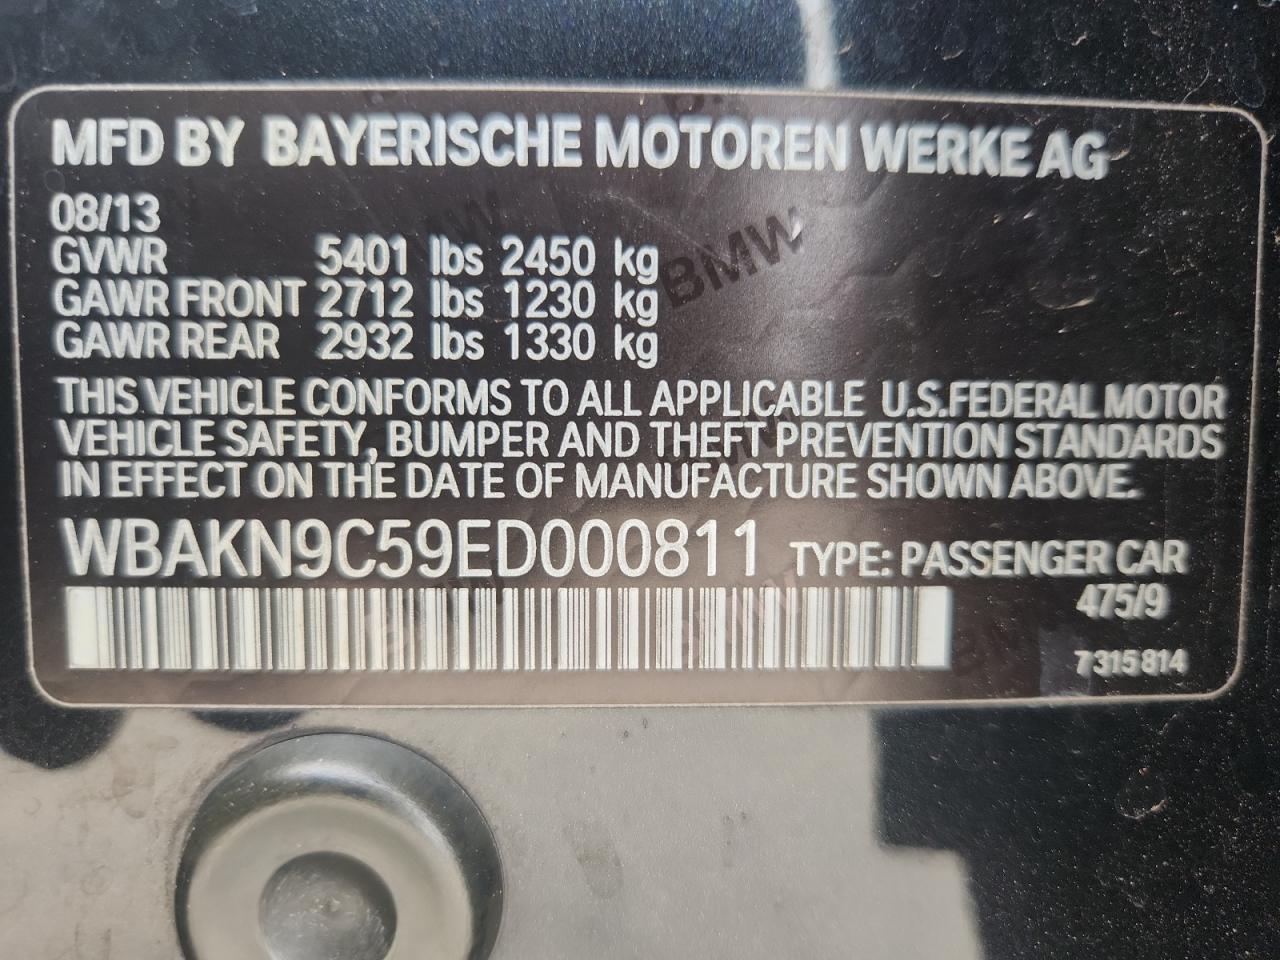 MFD BY BAYERISCHE MOTOREN WERKE AG
08/13
GVWR 5401 lbs 2450 kg
GAWR FRONT 2712 lbs 1230 kg
GAWR REAR 2932 lbs 1330 kg
BMW
THIS VEHICLE CONFORMS TO ALL APPLICABLE U.S.FEDERAL MOTOR
VEHICLE SAFETY, BUMPER AND THEFT PREVENTION STANDARDS
IN EFFECT ON THE DATE OF MANUFACTURE SHOWN ABOVE.
WBAKN9C59ED000811 TYPE: PASSENGER CAR
475/9
7315814